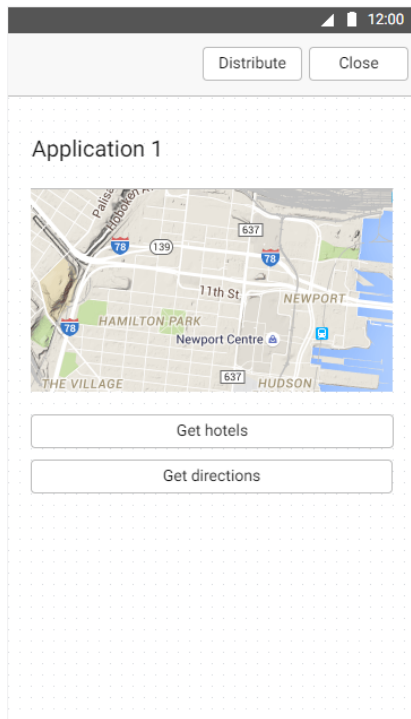 12:00
Distribute
Close
Application 1
Hoboken
637
78
139
78
11th St
NEWPORT
HAMILTON PARK
78
Newport Centre
637
THE VILLAGE
HUDSON
Get hotels
Get directions